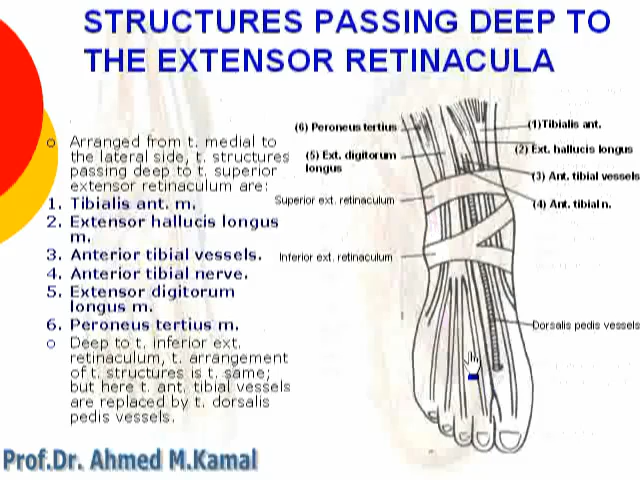 STRUCTURES PASSING DEEP TO
THE EXTENSOR RETINACULA
o Arranged from t. medial to
the lateral side, t. structures
passing deep to t. superior
extensor retinaculum are:
1. Tibialis ant. m.
2. Extensor hallucis longus
m.
3. Anterior tibial vessels.
4. Anterior tibial nerve.
5. Extensor digitorum
longus m.
6. Peroneus tertius m.
o Deep to t. inferior ext.
retinaculum, t. arrangement
of t. structures is t. same;
but here t. ant. tibial vessels
are replaced by t. dorsalis
pedis vessels.
(6) Peroneus tertius
(5) Ext. digitorum
longus
Superior ext. retinaculum
Inferior ext. retinaculum
(1)Tibialis ant.
(2) Ext. hallucis longus
(3) Ant. tibial vessels
(4) Ant. tibial n.
Dorsalis pedis vessels
Prof.Dr. Ahmed M.Kamal